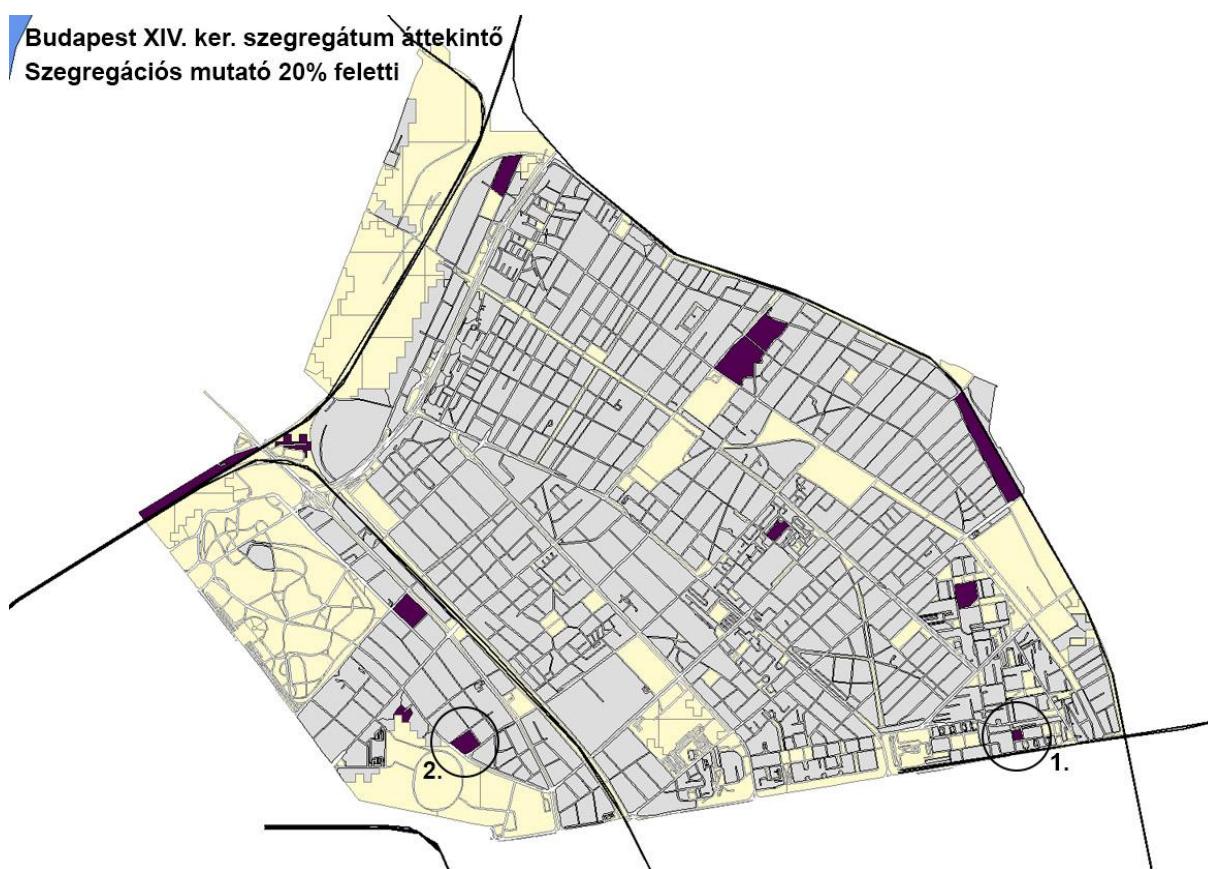 Budapest XIV. ker. szegregátum áttekintő
Szegregációs mutató 20% feletti
2.
1.